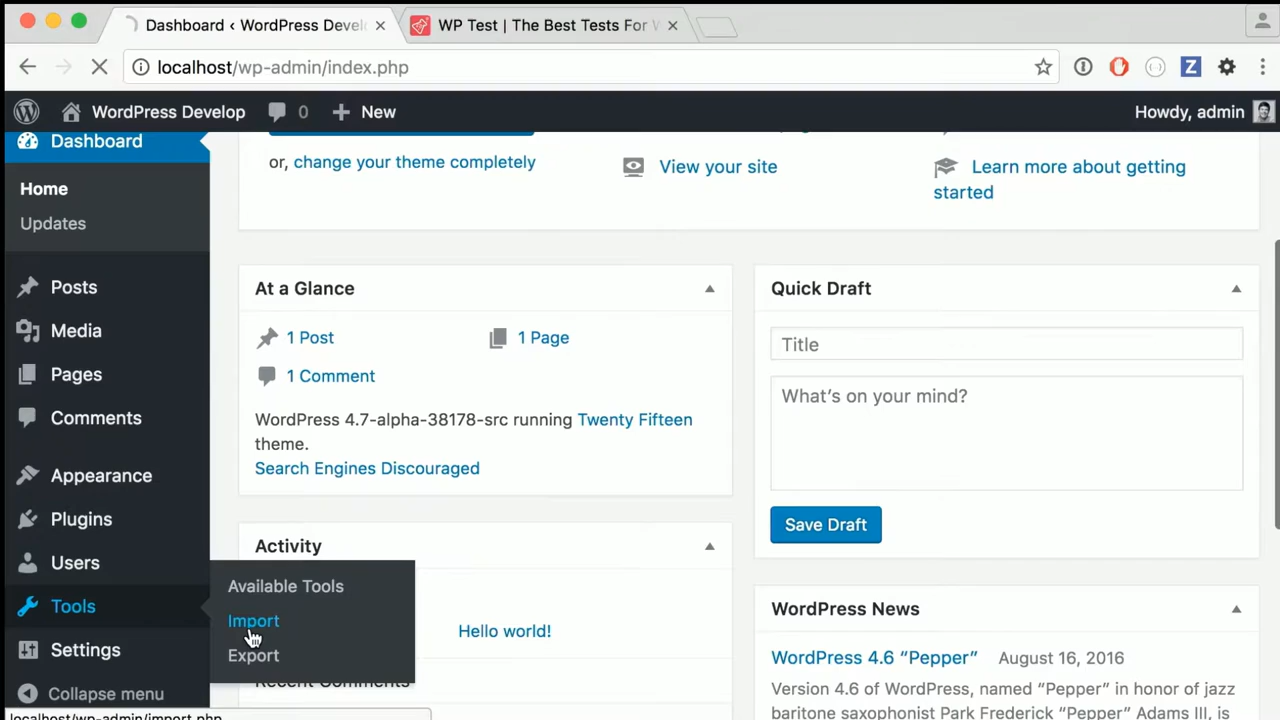 Dashboard ‹ WordPress Devel
WP Test | The Best Tests For W
localhost/wp-admin/index.php
WordPress Develop
0
New
Howdy, admin
Dashboard
Home
Updates
Posts
Media
Pages
Comments
Appearance
Plugins
Users
Tools
Settings
Collapse menu
Available Tools
Import
Export
or, change your theme completely
View your site
Learn more about getting
started
At a Glance
1 Post
1 Page
1 Comment
WordPress 4.7-alpha-38178-src running Twenty Fifteen
theme.
Search Engines Discouraged
Activity
Hello world!
Recent Comments
Quick Draft
Title
What’s on your mind?
Save Draft
WordPress News
WordPress 4.6 “Pepper” August 16, 2016
Version 4.6 of WordPress, named “Pepper” in honor of jazz
baritone saxophonist Park Frederick “Pepper” Adams III, is
localhost/wp-admin/import.php